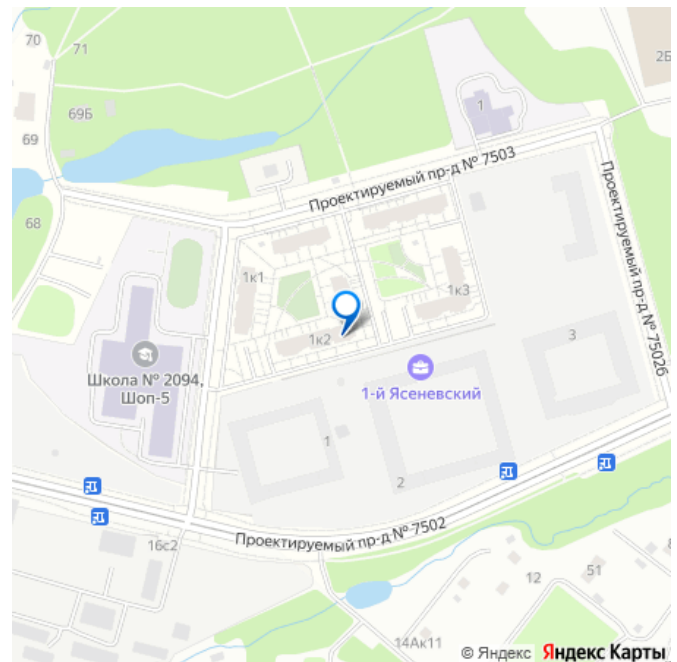 70
71
2Б
69Б
1
69
Проектируемый пр-д № 7503
Проектируемый пр-д № 7502б
68
1к1
1к3
1к2
3
Школа № 2094,
Шоп-5
1-й Ясеневский
1
2
Проектируемый пр-д № 7502
16с2
51
12
14Ак11
© Яндекс Яндекс Карты